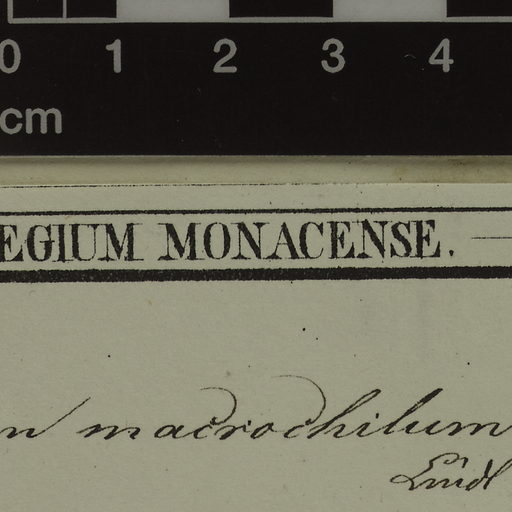 0 1 2 3 4
cm
EGIUM MONACENSE.
m macrochilum
Lindl